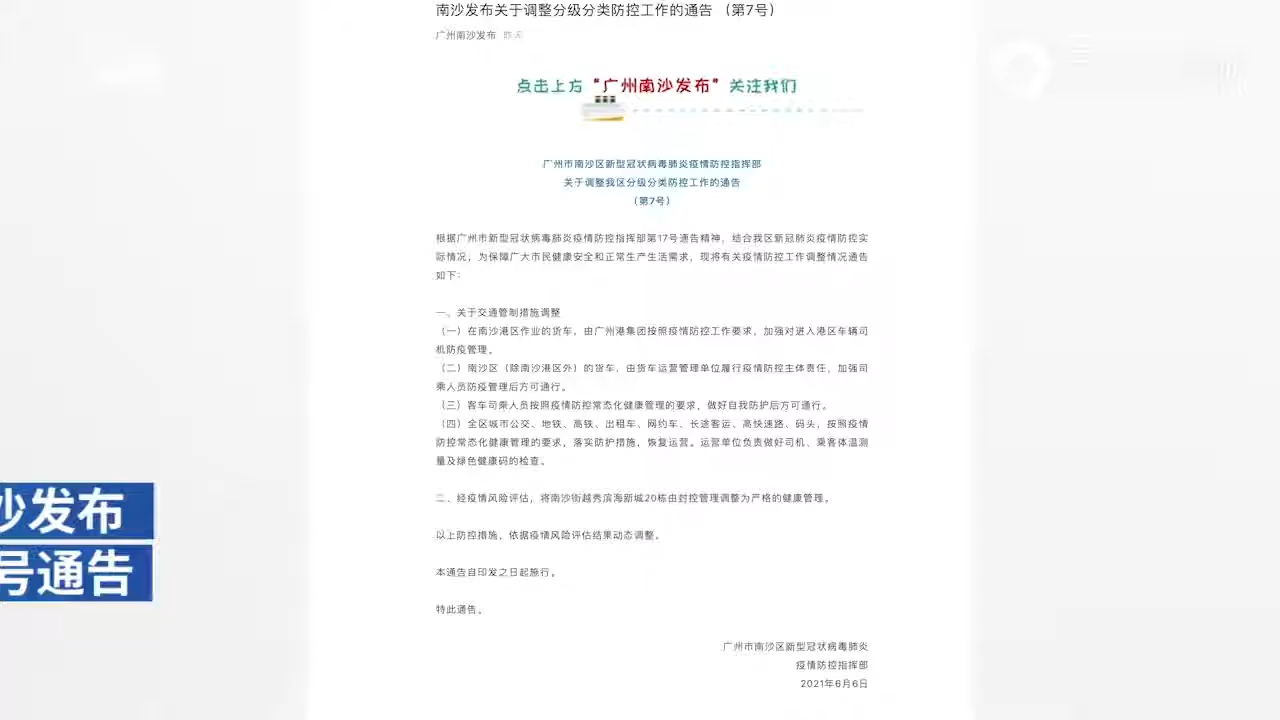 南沙发布关于调整分级分类防控工作的通告 （第7号）
广州南沙发布 昨天
点击上方“广州南沙发布”关注我们
广州市南沙区新型冠状病毒肺炎疫情防控指挥部
关于调整我区分级分类防控工作的通告
（第7号）
根据广州市新型冠状病毒肺炎疫情防控指挥部第17号通告精神，结合我区新冠肺炎疫情防控实
际情况，为保障广大市民健康安全和正常生产生活需求，现将有关疫情防控工作调整情况通告
如下：
一、关于交通管制措施调整
（一）在南沙港区作业的货车，由广州港集团按照疫情防控工作要求，加强对进入港区车辆司
机防疫管理。
（二）南沙区（除南沙港区外）的货车，由货车运营管理单位履行疫情防控主体责任，加强司
乘人员防疫管理后方可通行。
（三）客车司乘人员按照疫情防控常态化健康管理的要求，做好自我防护后方可通行。
（四）全区城市公交、地铁、高铁、出租车、网约车、长途客运、高快速路、码头，按照疫情
防控常态化健康管理的要求，落实防护措施，恢复运营。运营单位负责做好司机、乘客体温测
量及绿色健康码的检查。
二、经疫情风险评估，将南沙街越秀滨海新城20栋由封控管理调整为严格的健康管理。
以上防控措施，依据疫情风险评估结果动态调整。
本通告自印发之日起施行。
特此通告。
广州市南沙区新型冠状病毒肺炎
疫情防控指挥部
2021年6月6日
沙发布
号通告